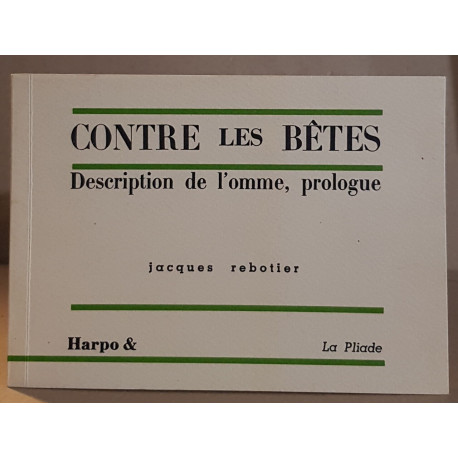 CONTRE LES BÊTES
Description de l'omme, prologue
jacques rebotier
Harpo &
La Pliade